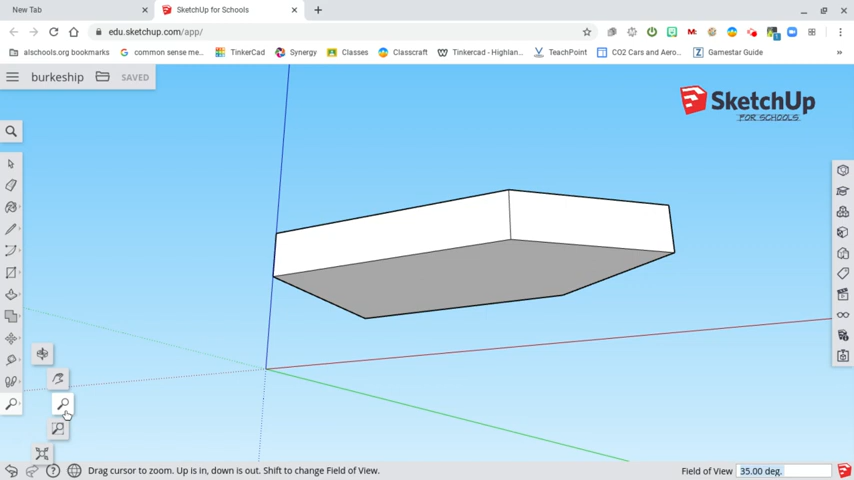 New Tab
SketchUp for Schools
edu.sketchup.com/app/
alschools.org bookmarks
common sense me...
TinkerCad
Synergy
Classes
Classcraft
Tinkercad - Highlan...
TeachPoint
CO2 Cars and Aero...
Gamestar Guide
burkeship
SAVED
SketchUp
FOR SCHOOLS
Drag cursor to zoom. Up is in, down is out. Shift to change Field of View.
Field of View
35.00 deg.